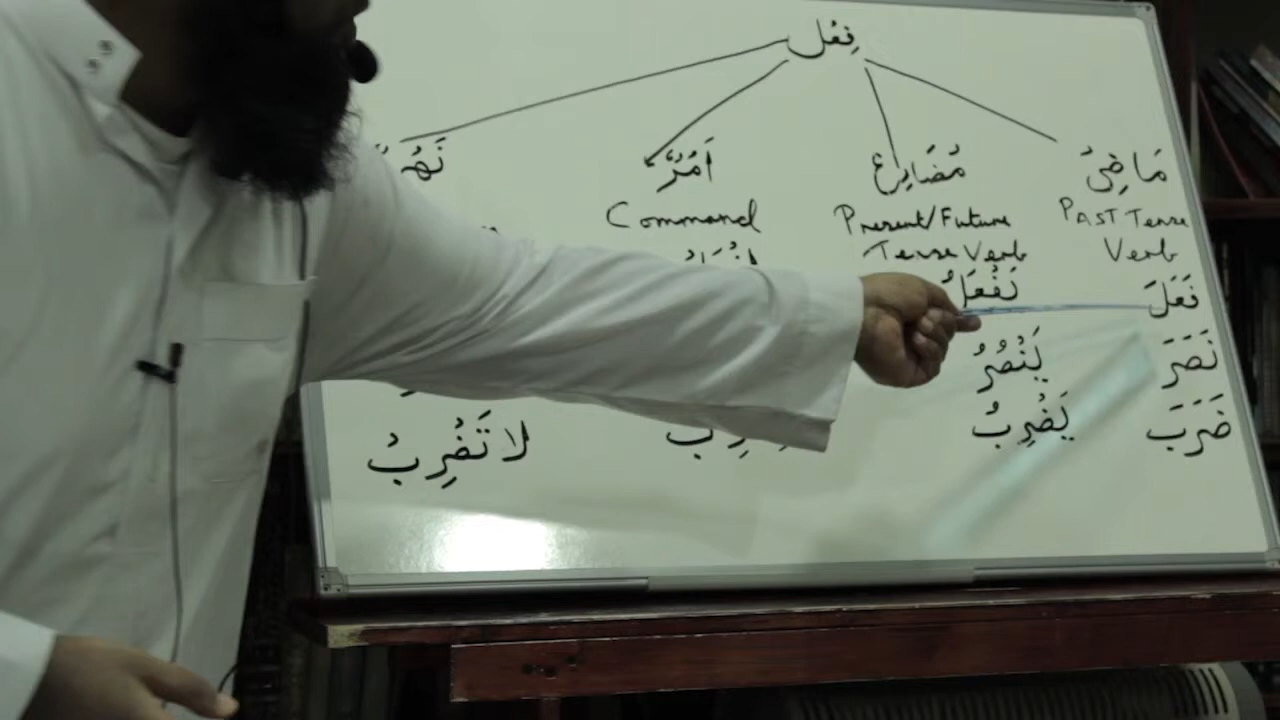 فِعْل
مَاضِیْ مُضَارِعْ اَمْرٌ نَهْیٌ
PAST TENSE Present/Future Command
Verb Tense Verb
فَعَلَ يَفْعَلُ
نَصَرَ يَنْصُرُ
ضَرَبَ يَضْرِبُ لا تَضْرِبْ